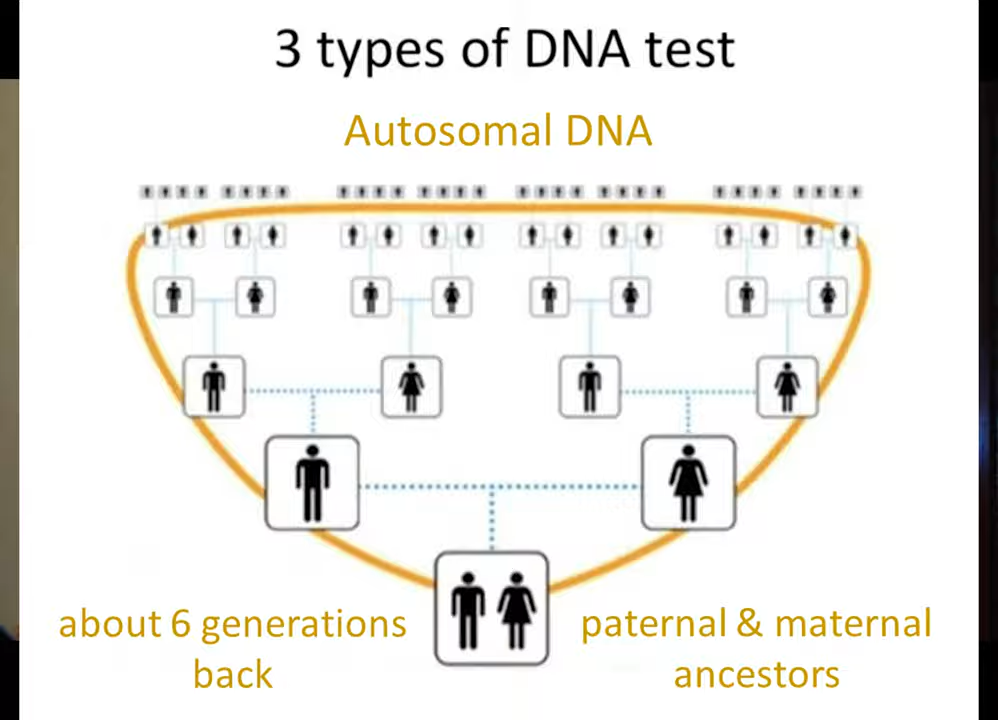 3 types of DNA test
Autosomal DNA
about 6 generations
back
paternal & maternal
ancestors